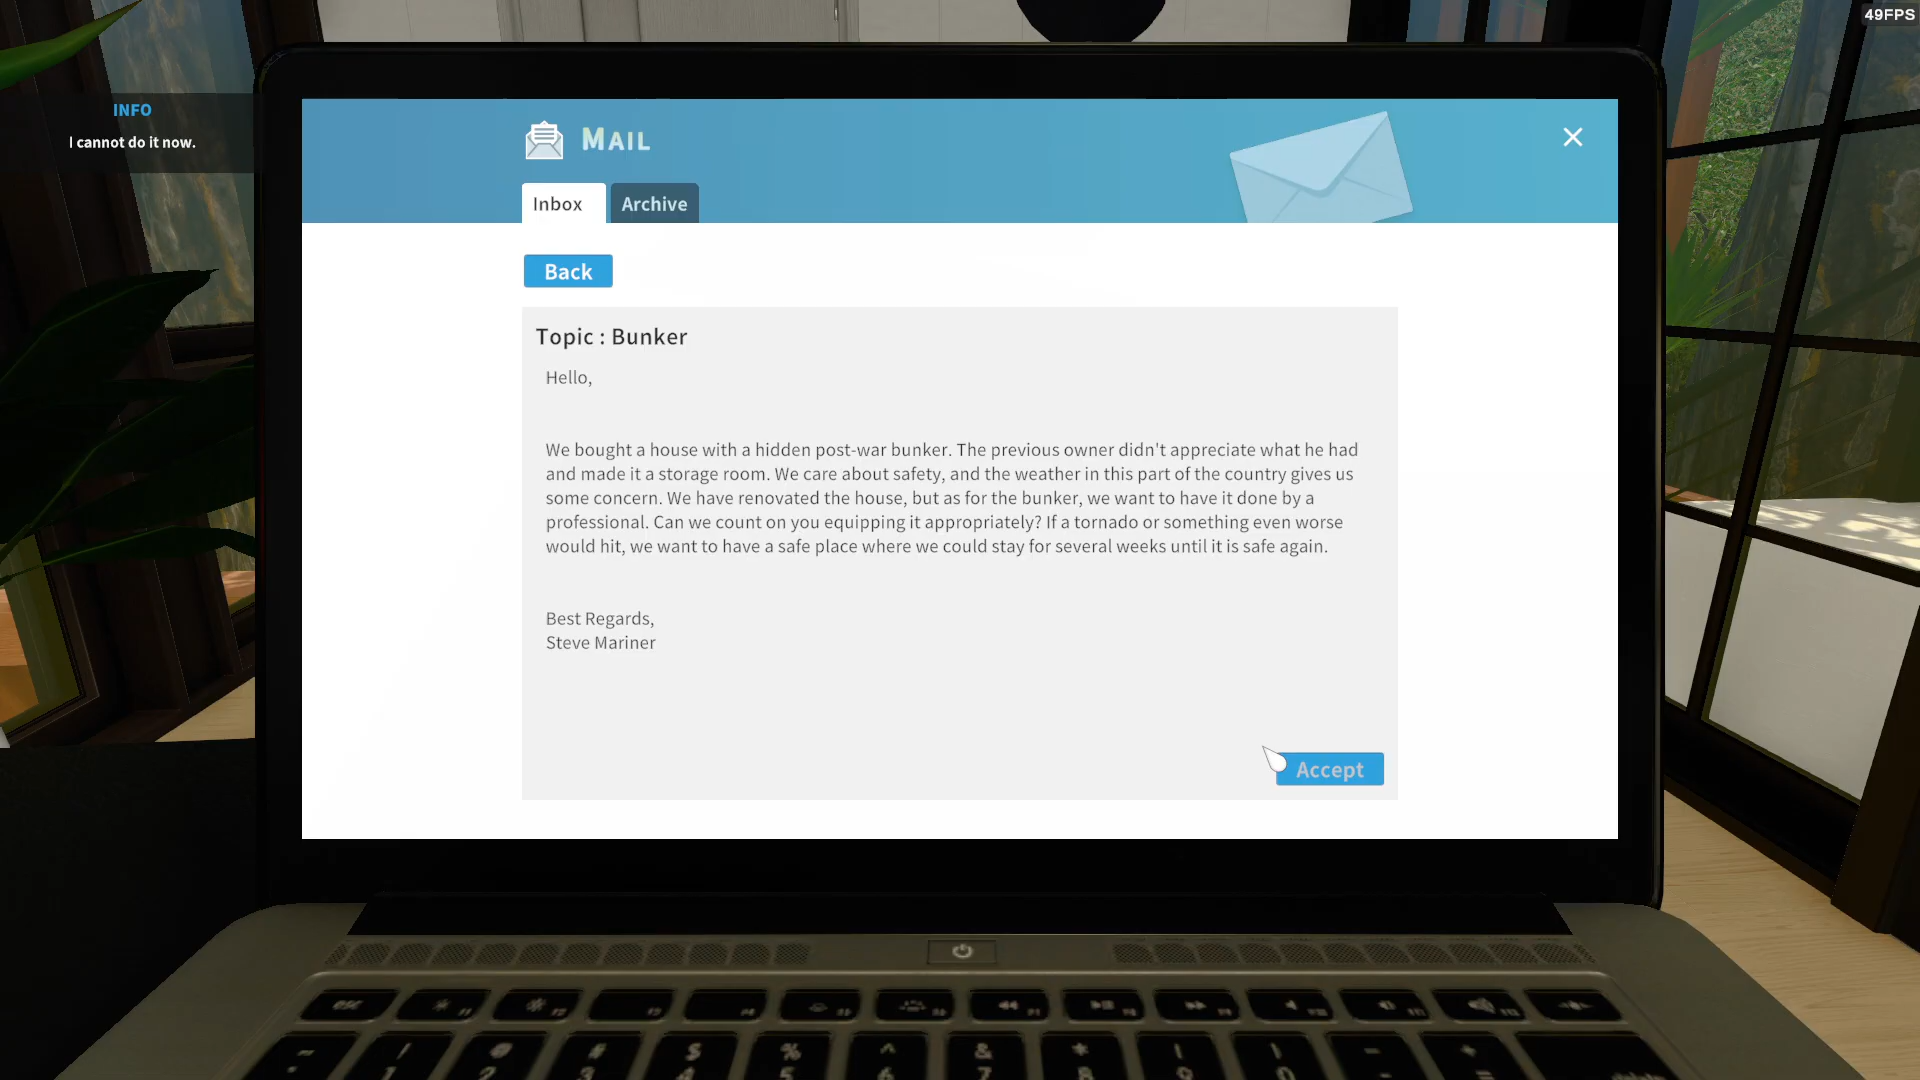 49FPS
INFO
I cannot do it now.
MAIL
Inbox
Archive
Back
Topic : Bunker
Hello,
We bought a house with a hidden post-war bunker. The previous owner didn't appreciate what he had
and made it a storage room. We care about safety, and the weather in this part of the country gives us
some concern. We have renovated the house, but as for the bunker, we want to have it done by a
professional. Can we count on you equipping it appropriately? If a tornado or something even worse
would hit, we want to have a safe place where we could stay for several weeks until it is safe again.
Best Regards,
Steve Mariner
Accept
esc